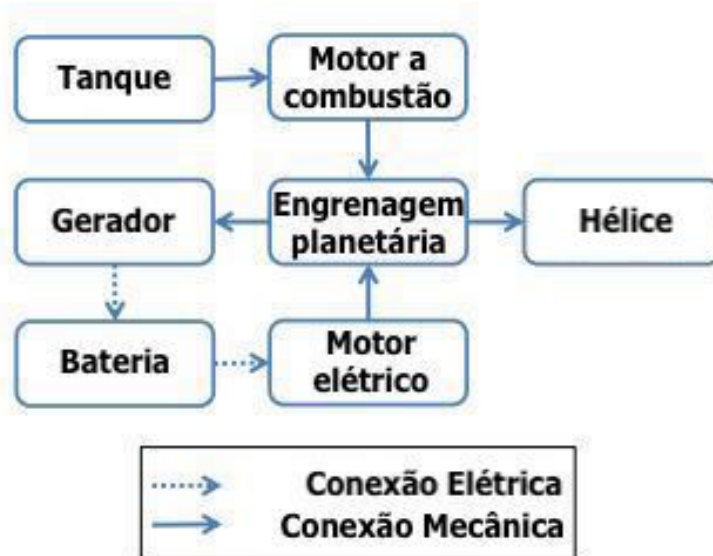 Tanque
Motor a
combustão
Gerador
Engrenagem
planetária
Hélice
Bateria
Motor
elétrico
Conexão Elétrica
Conexão Mecânica